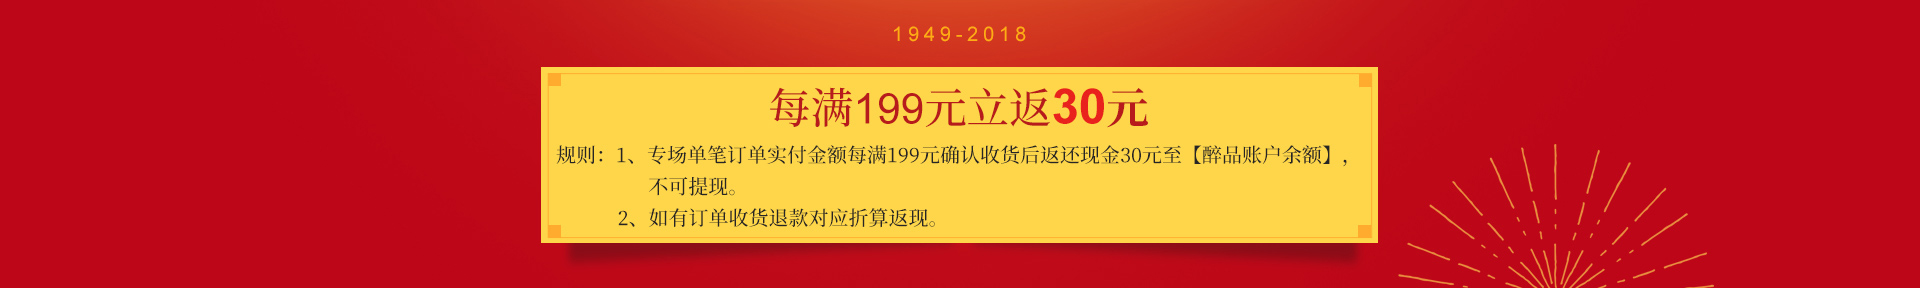 1949-2018
每满199元立返30元
规则：1、专场单笔订单实付金额每满199元确认收货后返还现金30元至【醉品账户余额】，
不可提现。
2、如有订单收货退款对应折算返现。